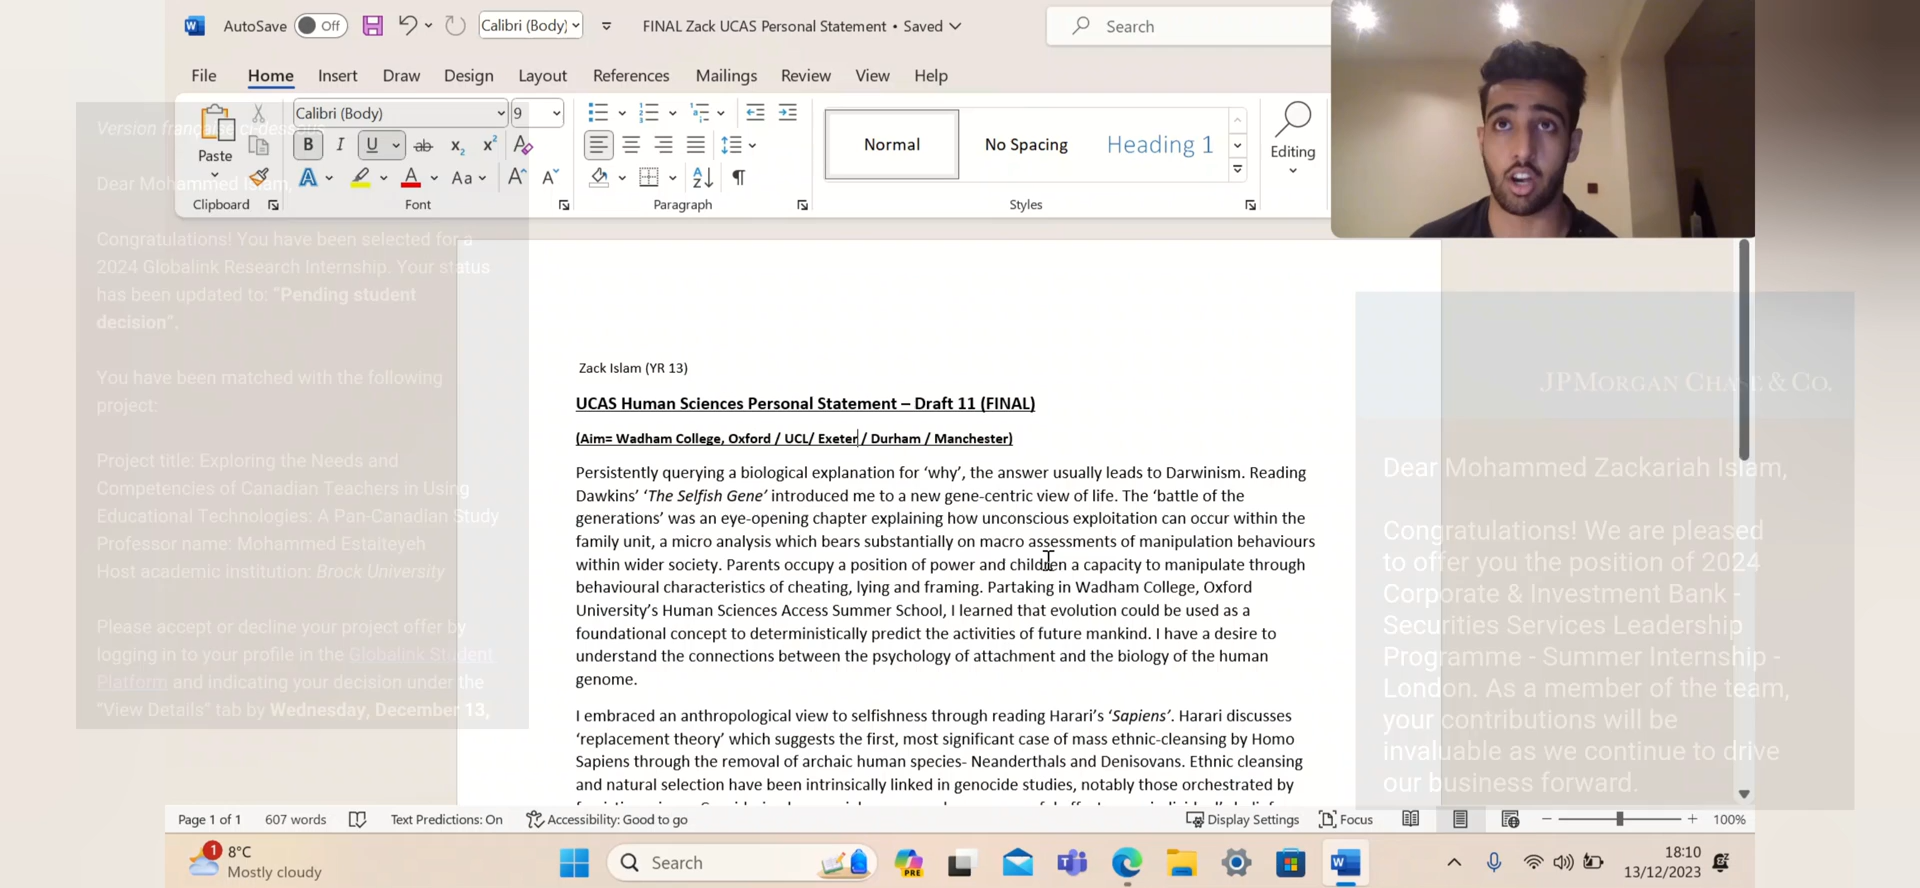 AutoSave Off Calibri (Body) FINAL Zack UCAS Personal Statement • Saved Search
File Home Insert Draw Design Layout References Mailings Review View Help
Paste
Clipboard
Calibri (Body) 9
B I U ab x₂ x² A
A A Aa A A
Font
A Z ¶
Paragraph
Normal No Spacing Heading 1
Styles
Editing
Version française ci-dessous
Dear Mohammed Islam,
Congratulations! You have been selected for a
2024 Globalink Research Internship. Your status
has been updated to: "Pending student
decision".
You have been matched with the following
project:
Project title: Exploring the Needs and
Competencies of Canadian Teachers in Using
Educational Technologies: A Pan-Canadian Study
Professor name: Mohammed Estaiteyeh
Host academic institution: Brock University
Please accept or decline your project offer by
logging in to your profile in the Globalink Student
Platform and indicating your decision under the
"View Details" tab by Wednesday, December 13,
Zack Islam (YR 13)
UCAS Human Sciences Personal Statement – Draft 11 (FINAL)
(Aim= Wadham College, Oxford / UCL/ Exeter / Durham / Manchester)
Persistently querying a biological explanation for ‘why’, the answer usually leads to Darwinism. Reading
Dawkins’ ‘The Selfish Gene’ introduced me to a new gene-centric view of life. The ‘battle of the
generations’ was an eye-opening chapter explaining how unconscious exploitation can occur within the
family unit, a micro analysis which bears substantially on macro assessments of manipulation behaviours
within wider society. Parents occupy a position of power and children a capacity to manipulate through
behavioural characteristics of cheating, lying and framing. Partaking in Wadham College, Oxford
University’s Human Sciences Access Summer School, I learned that evolution could be used as a
foundational concept to deterministically predict the activities of future mankind. I have a desire to
understand the connections between the psychology of attachment and the biology of the human
genome.
I embraced an anthropological view to selfishness through reading Harari’s ‘Sapiens’. Harari discusses
‘replacement theory’ which suggests the first, most significant case of mass ethnic-cleansing by Homo
Sapiens through the removal of archaic human species- Neanderthals and Denisovans. Ethnic cleansing
and natural selection have been intrinsically linked in genocide studies, notably those orchestrated by
JPMORGAN CHASE & CO.
Dear Mohammed Zackariah Islam,
Congratulations! We are pleased
to offer you the position of 2024
Corporate & Investment Bank -
Securities Services Leadership
Programme - Summer Internship -
London. As a member of the team,
your contributions will be
invaluable as we continue to drive
our business forward.
Page 1 of 1 607 words Text Predictions: On Accessibility: Good to go Display Settings Focus 100%
1 8°C
Mostly cloudy
Search
PRE
W
18:10
13/12/2023